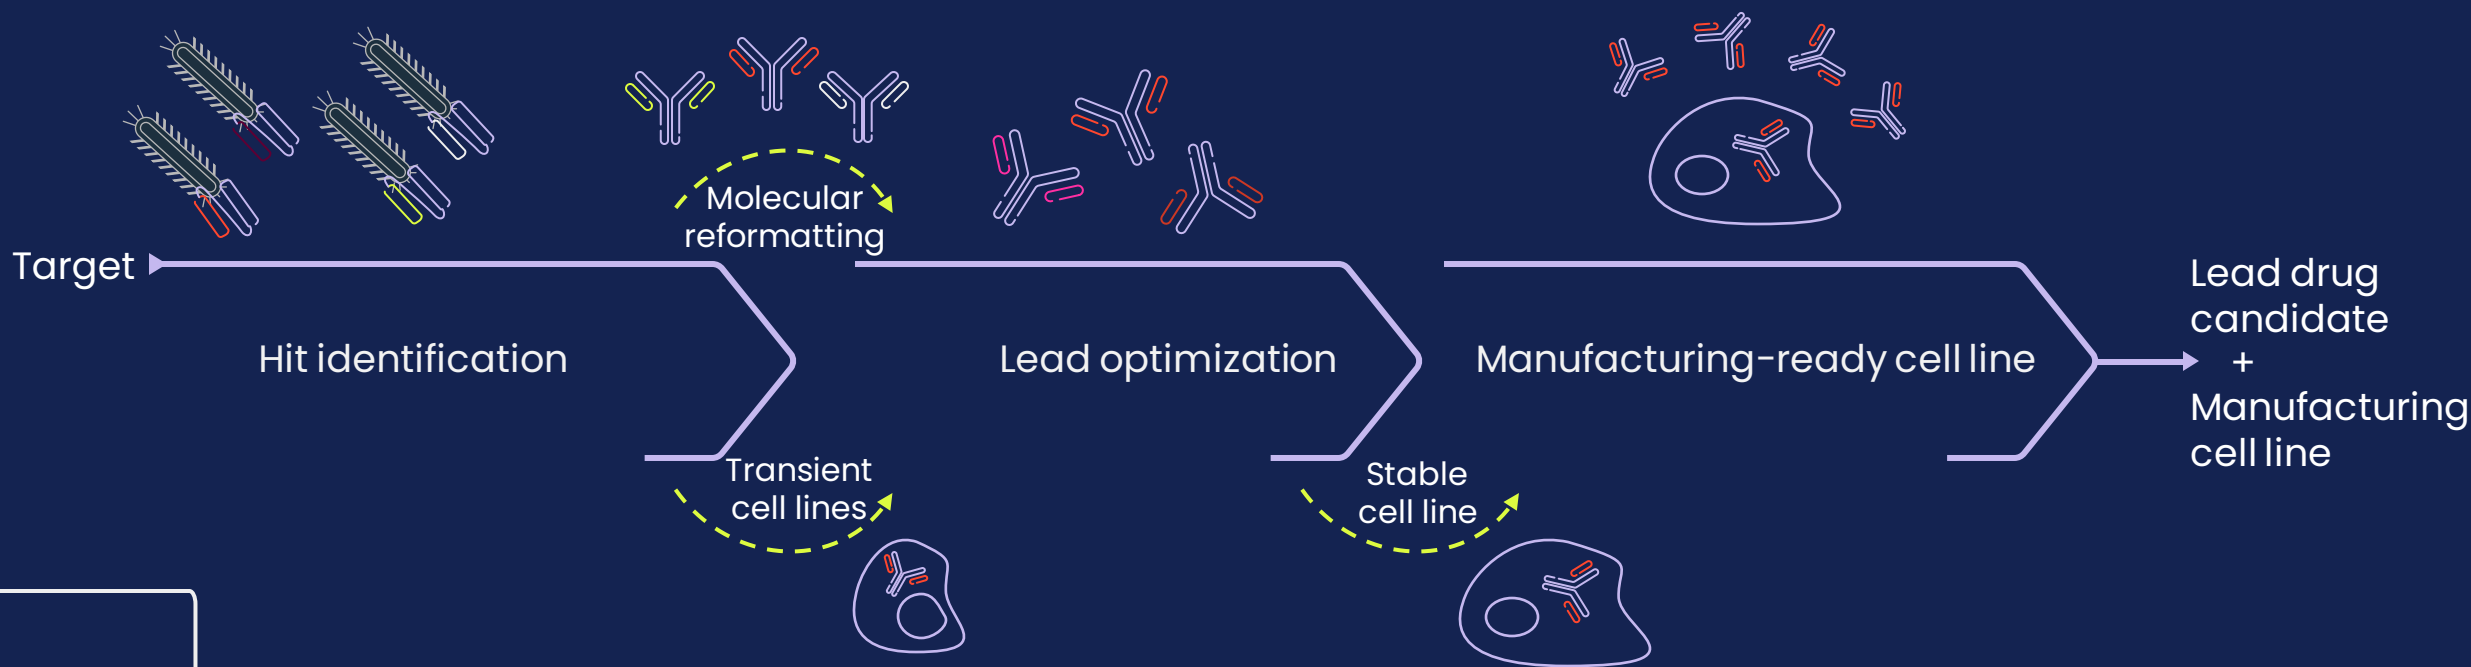 Molecular
reformatting
Target
Hit identification
Lead optimization
Manufacturing-ready cell line
Transient
cell lines
Stable
cell line
Lead drug
candidate
+
Manufacturing
cell line